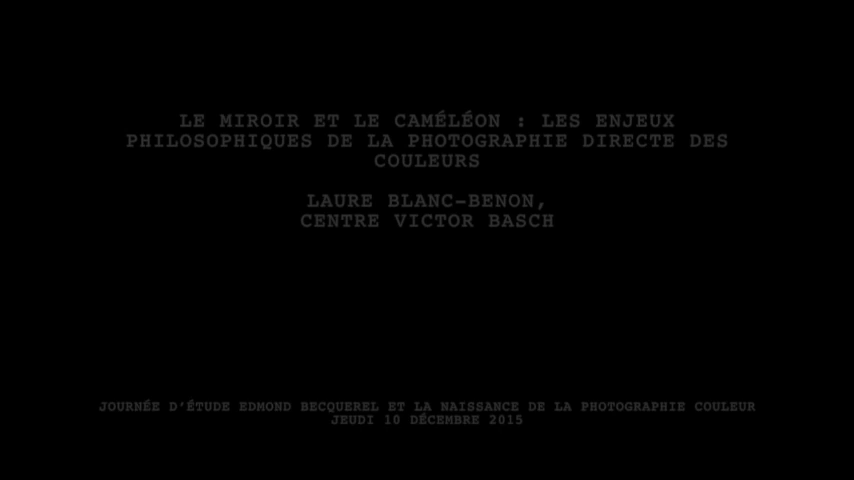 LE MIROIR ET LE CAMÉLÉON : LES ENJEUX
PHILOSOPHIQUES DE LA PHOTOGRAPHIE DIRECTE DES
COULEURS
LAURE BLANC-BENON,
CENTRE VICTOR BASCH
JOURNÉE D'ÉTUDE EDMOND BECQUEREL ET LA NAISSANCE DE LA PHOTOGRAPHIE COULEUR
JEUDI 10 DÉCEMBRE 2015